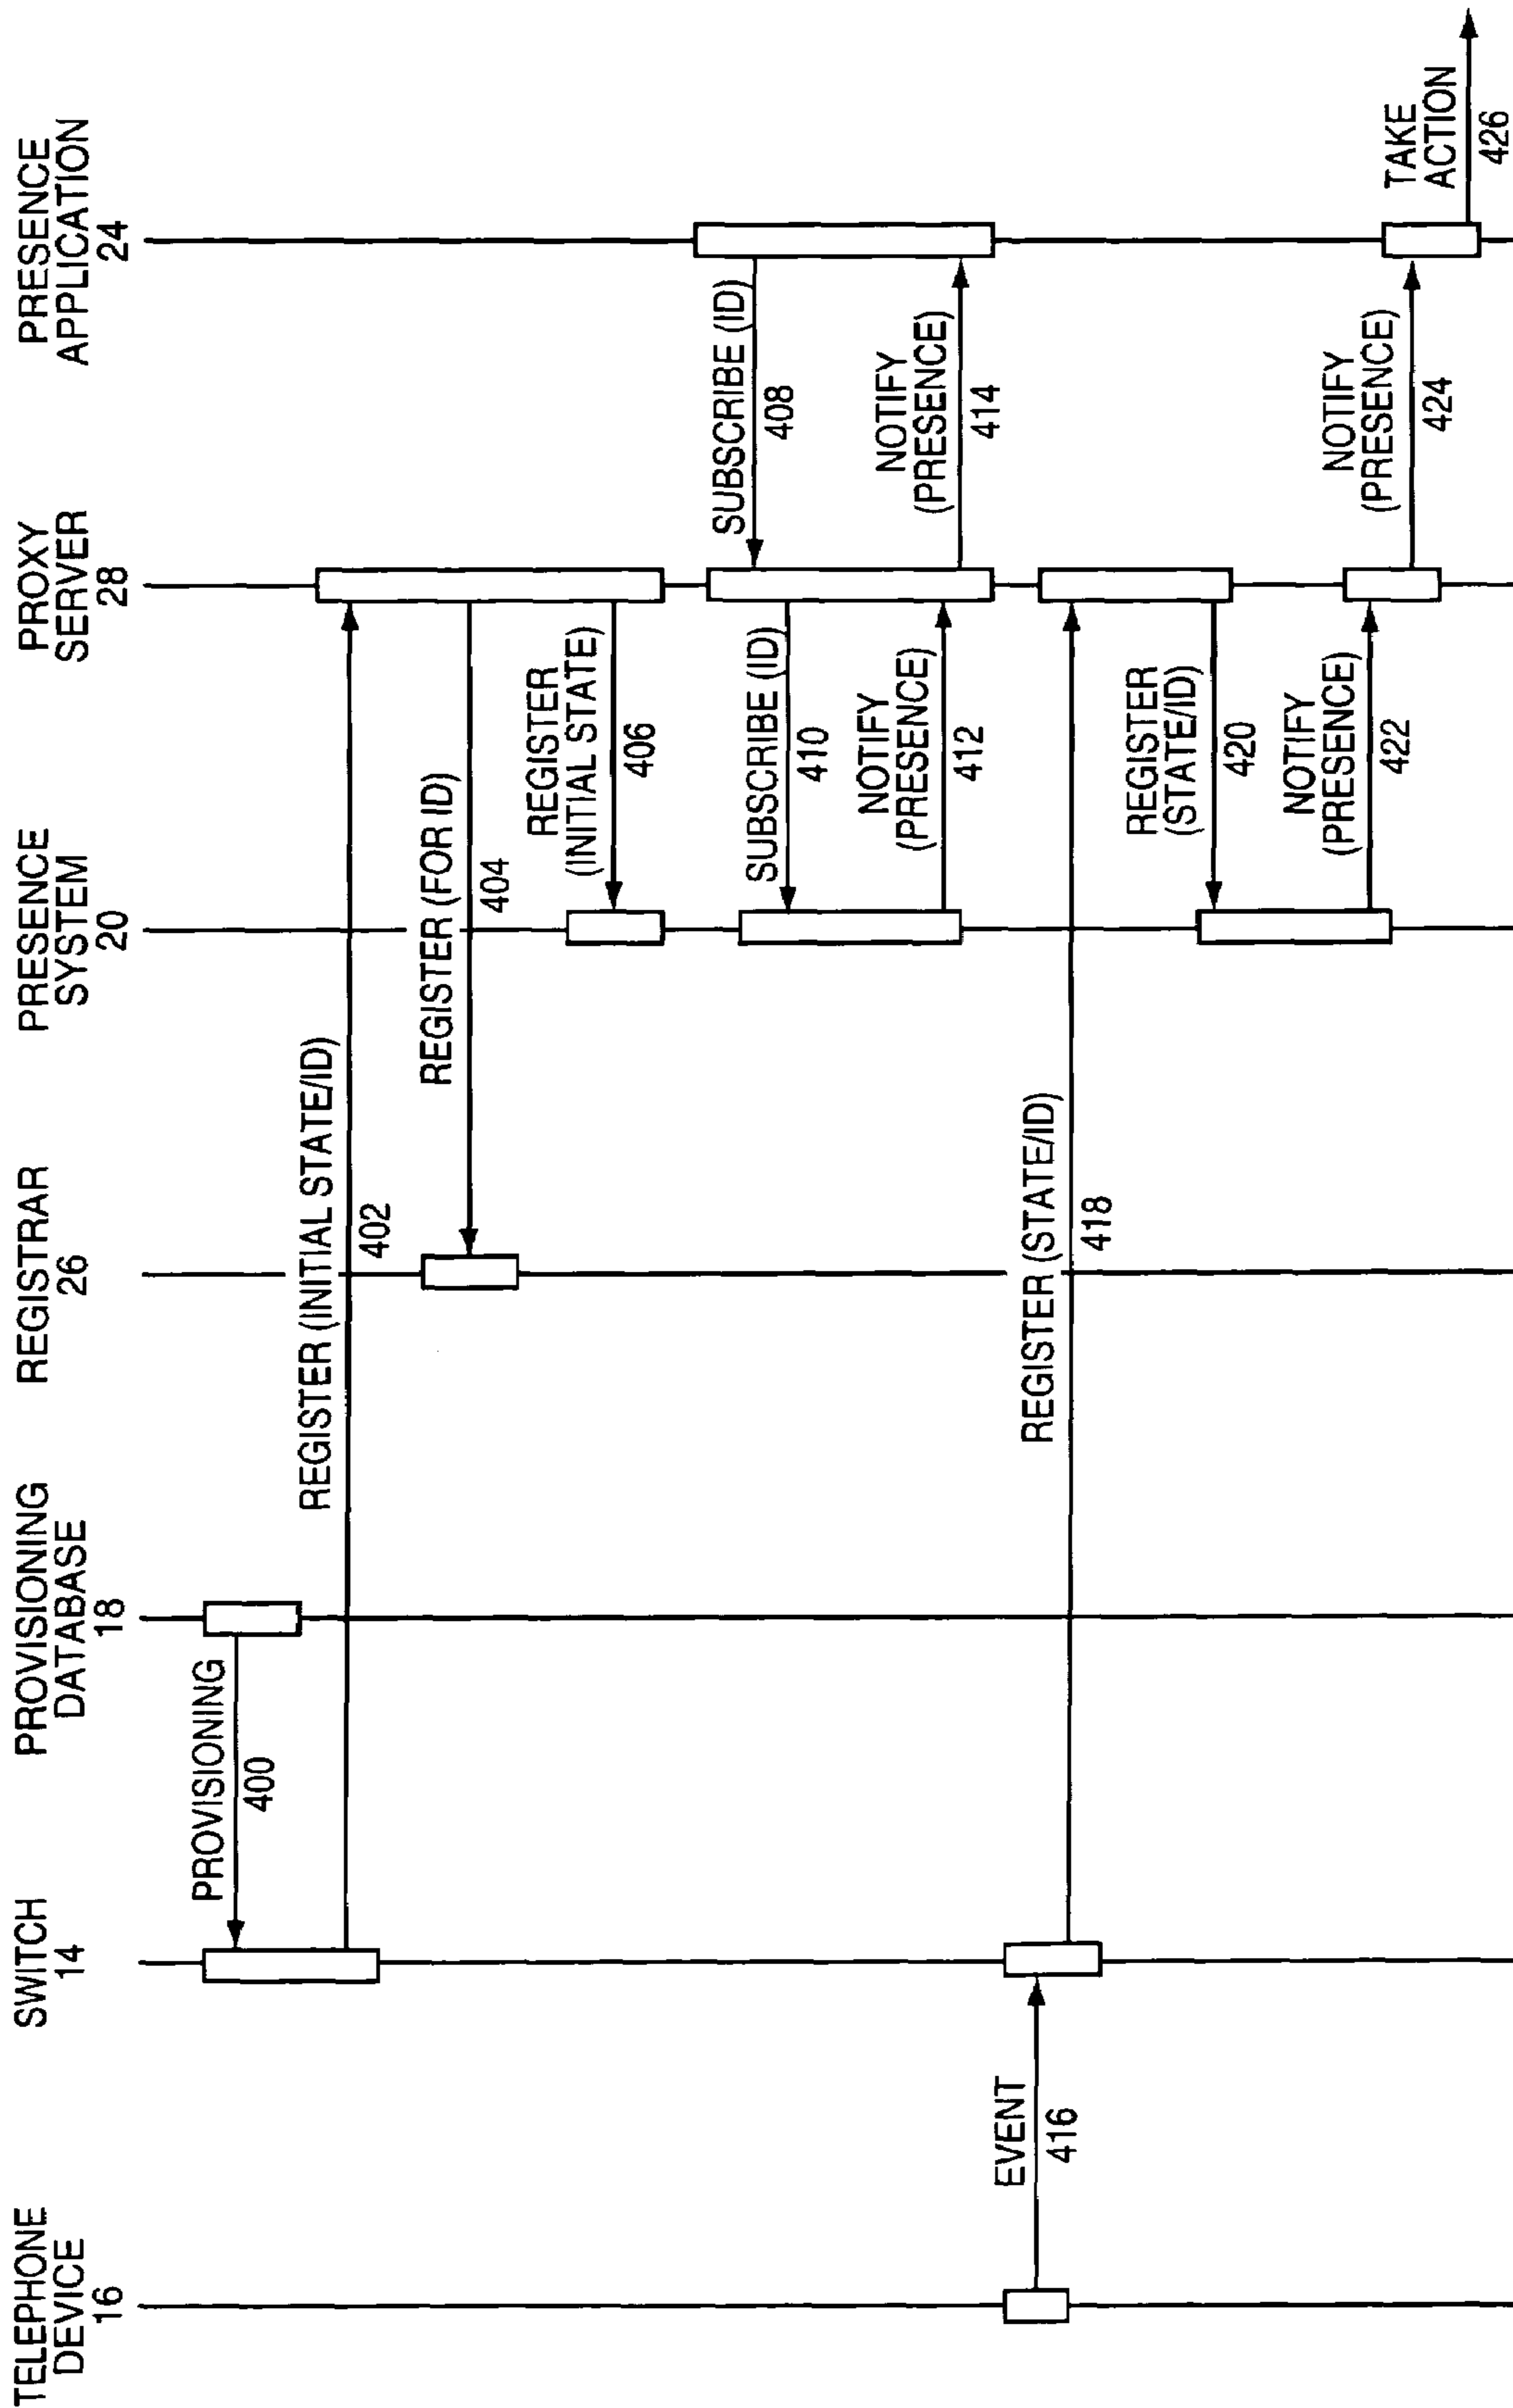 TELEPHONE
DEVICE
16
SWITCH
14
PROVISIONING
DATABASE
18
REGISTRAR
26
PRESENCE
SYSTEM
20
PROXY
SERVER
28
PRESENCE
APPLICATION
24
PROVISIONING
400
REGISTER (INITIAL STATE/ID)
402
REGISTER (FOR ID)
404
REGISTER
(INITIAL STATE)
406
SUBSCRIBE (ID)
408
SUBSCRIBE (ID)
410
NOTIFY
(PRESENCE)
412
NOTIFY
(PRESENCE)
414
EVENT
416
REGISTER (STATE/ID)
418
REGISTER
(STATE/ID)
420
NOTIFY
(PRESENCE)
422
NOTIFY
(PRESENCE)
424
TAKE
ACTION
426